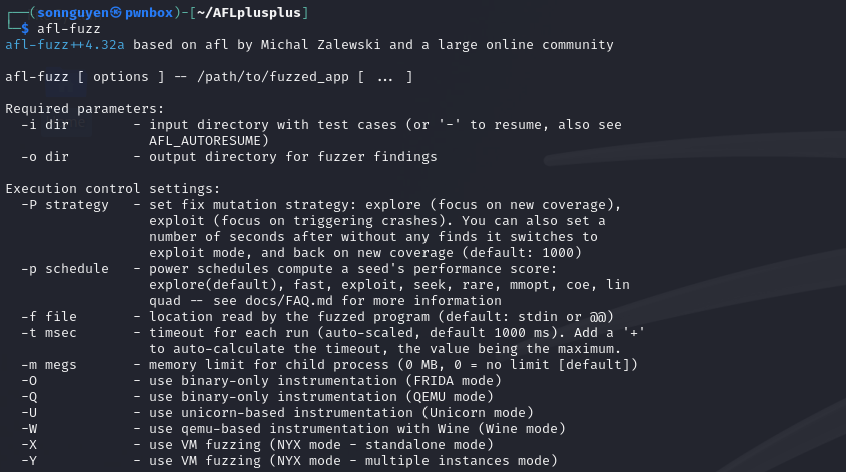 ┌──(sonnguyen㉿pwnbox)-[~/AFLplusplus]
└─$ afl-fuzz
afl-fuzz++4.32a based on afl by Michal Zalewski and a large online community

afl-fuzz [ options ] -- /path/to/fuzzed_app [ ... ]

Required parameters:
  -i dir        - input directory with test cases (or '-' to resume, also see
                  AFL_AUTORESUME)
  -o dir        - output directory for fuzzer findings

Execution control settings:
  -P strategy   - set fix mutation strategy: explore (focus on new coverage),
                  exploit (focus on triggering crashes). You can also set a
                  number of seconds after without any finds it switches to
                  exploit mode, and back on new coverage (default: 1000)
  -p schedule   - power schedules compute a seed's performance score:
                  explore(default), fast, exploit, seek, rare, mmopt, coe, lin
                  quad -- see docs/FAQ.md for more information
  -f file       - location read by the fuzzed program (default: stdin or @@)
  -t msec       - timeout for each run (auto-scaled, default 1000 ms). Add a '+'
                  to auto-calculate the timeout, the value being the maximum.
  -m megs       - memory limit for child process (0 MB, 0 = no limit [default])
  -O            - use binary-only instrumentation (FRIDA mode)
  -Q            - use binary-only instrumentation (QEMU mode)
  -U            - use unicorn-based instrumentation (Unicorn mode)
  -W            - use qemu-based instrumentation with Wine (Wine mode)
  -X            - use VM fuzzing (NYX mode - standalone mode)
  -Y            - use VM fuzzing (NYX mode - multiple instances mode)